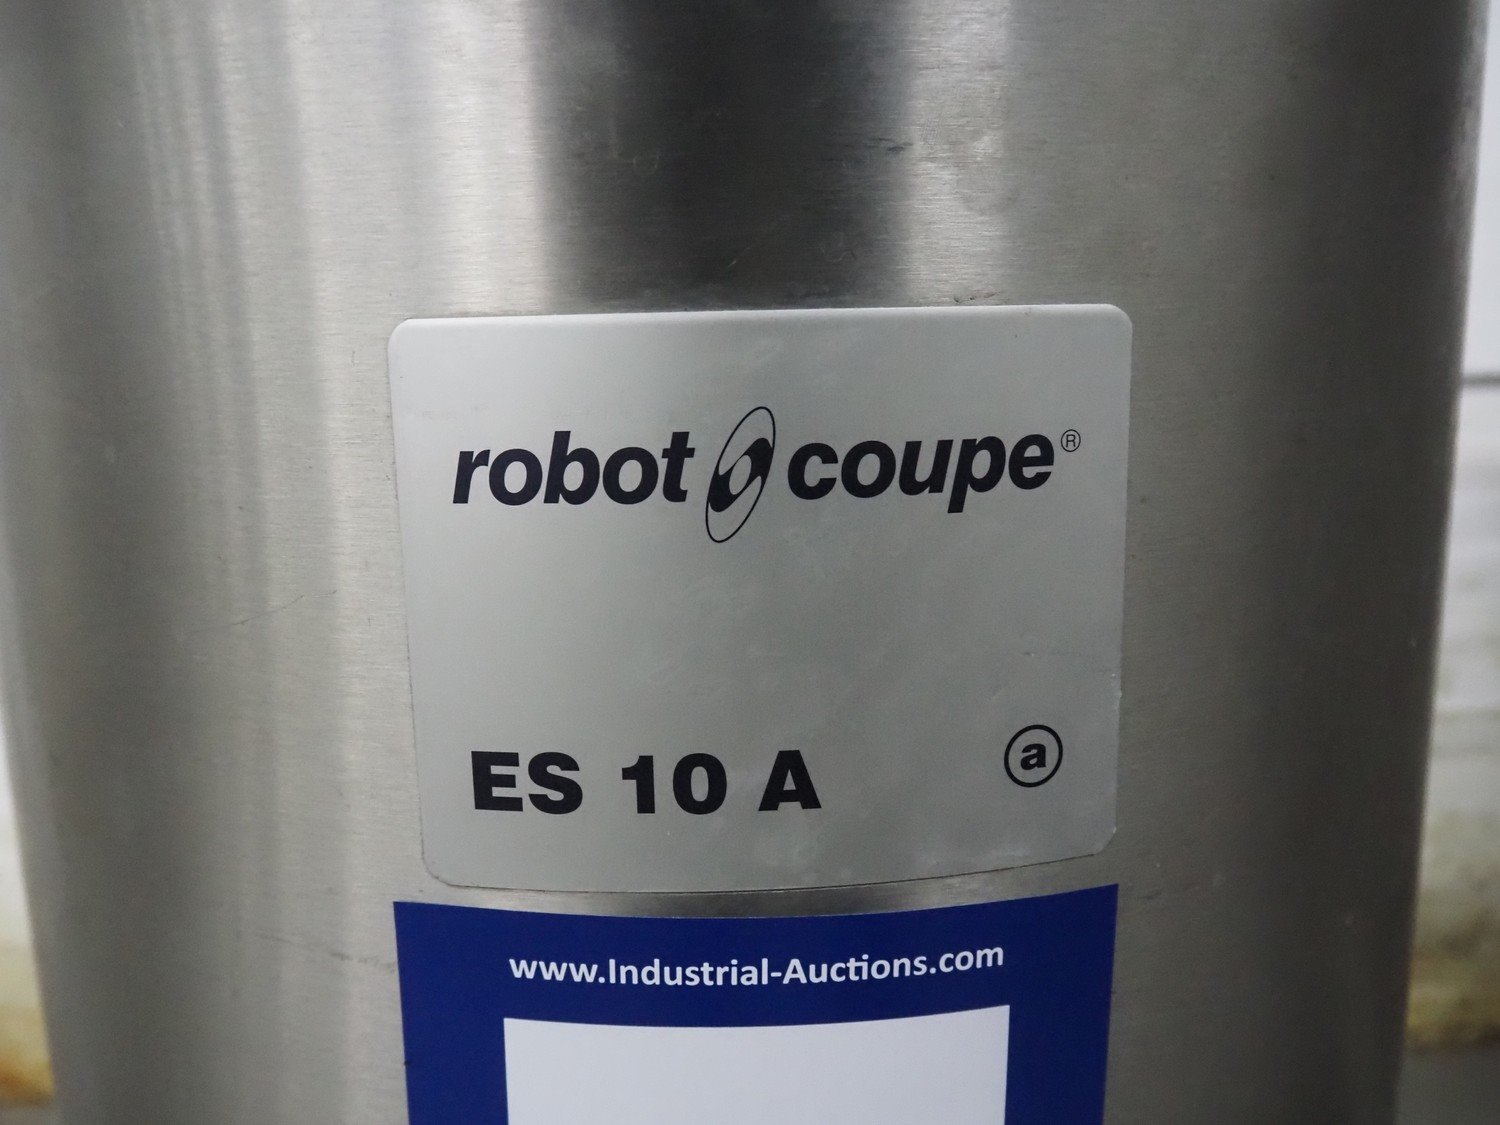 robot coupe®
ES 10 A
a
www.Industrial-Auctions.com